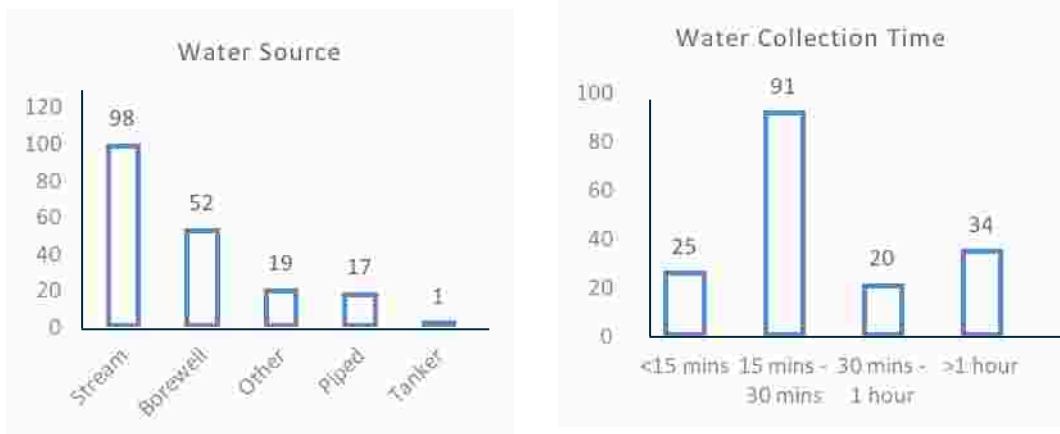 Water Source
120
100
80
60
40
20
0
98
52
19
17
1
Stream
Borewell
Other
Piped
Tanker
Water Collection Time
100
80
60
40
20
0
25
91
20
34
<15 mins
15 mins -
30 mins
30 mins -
1 hour
>1 hour